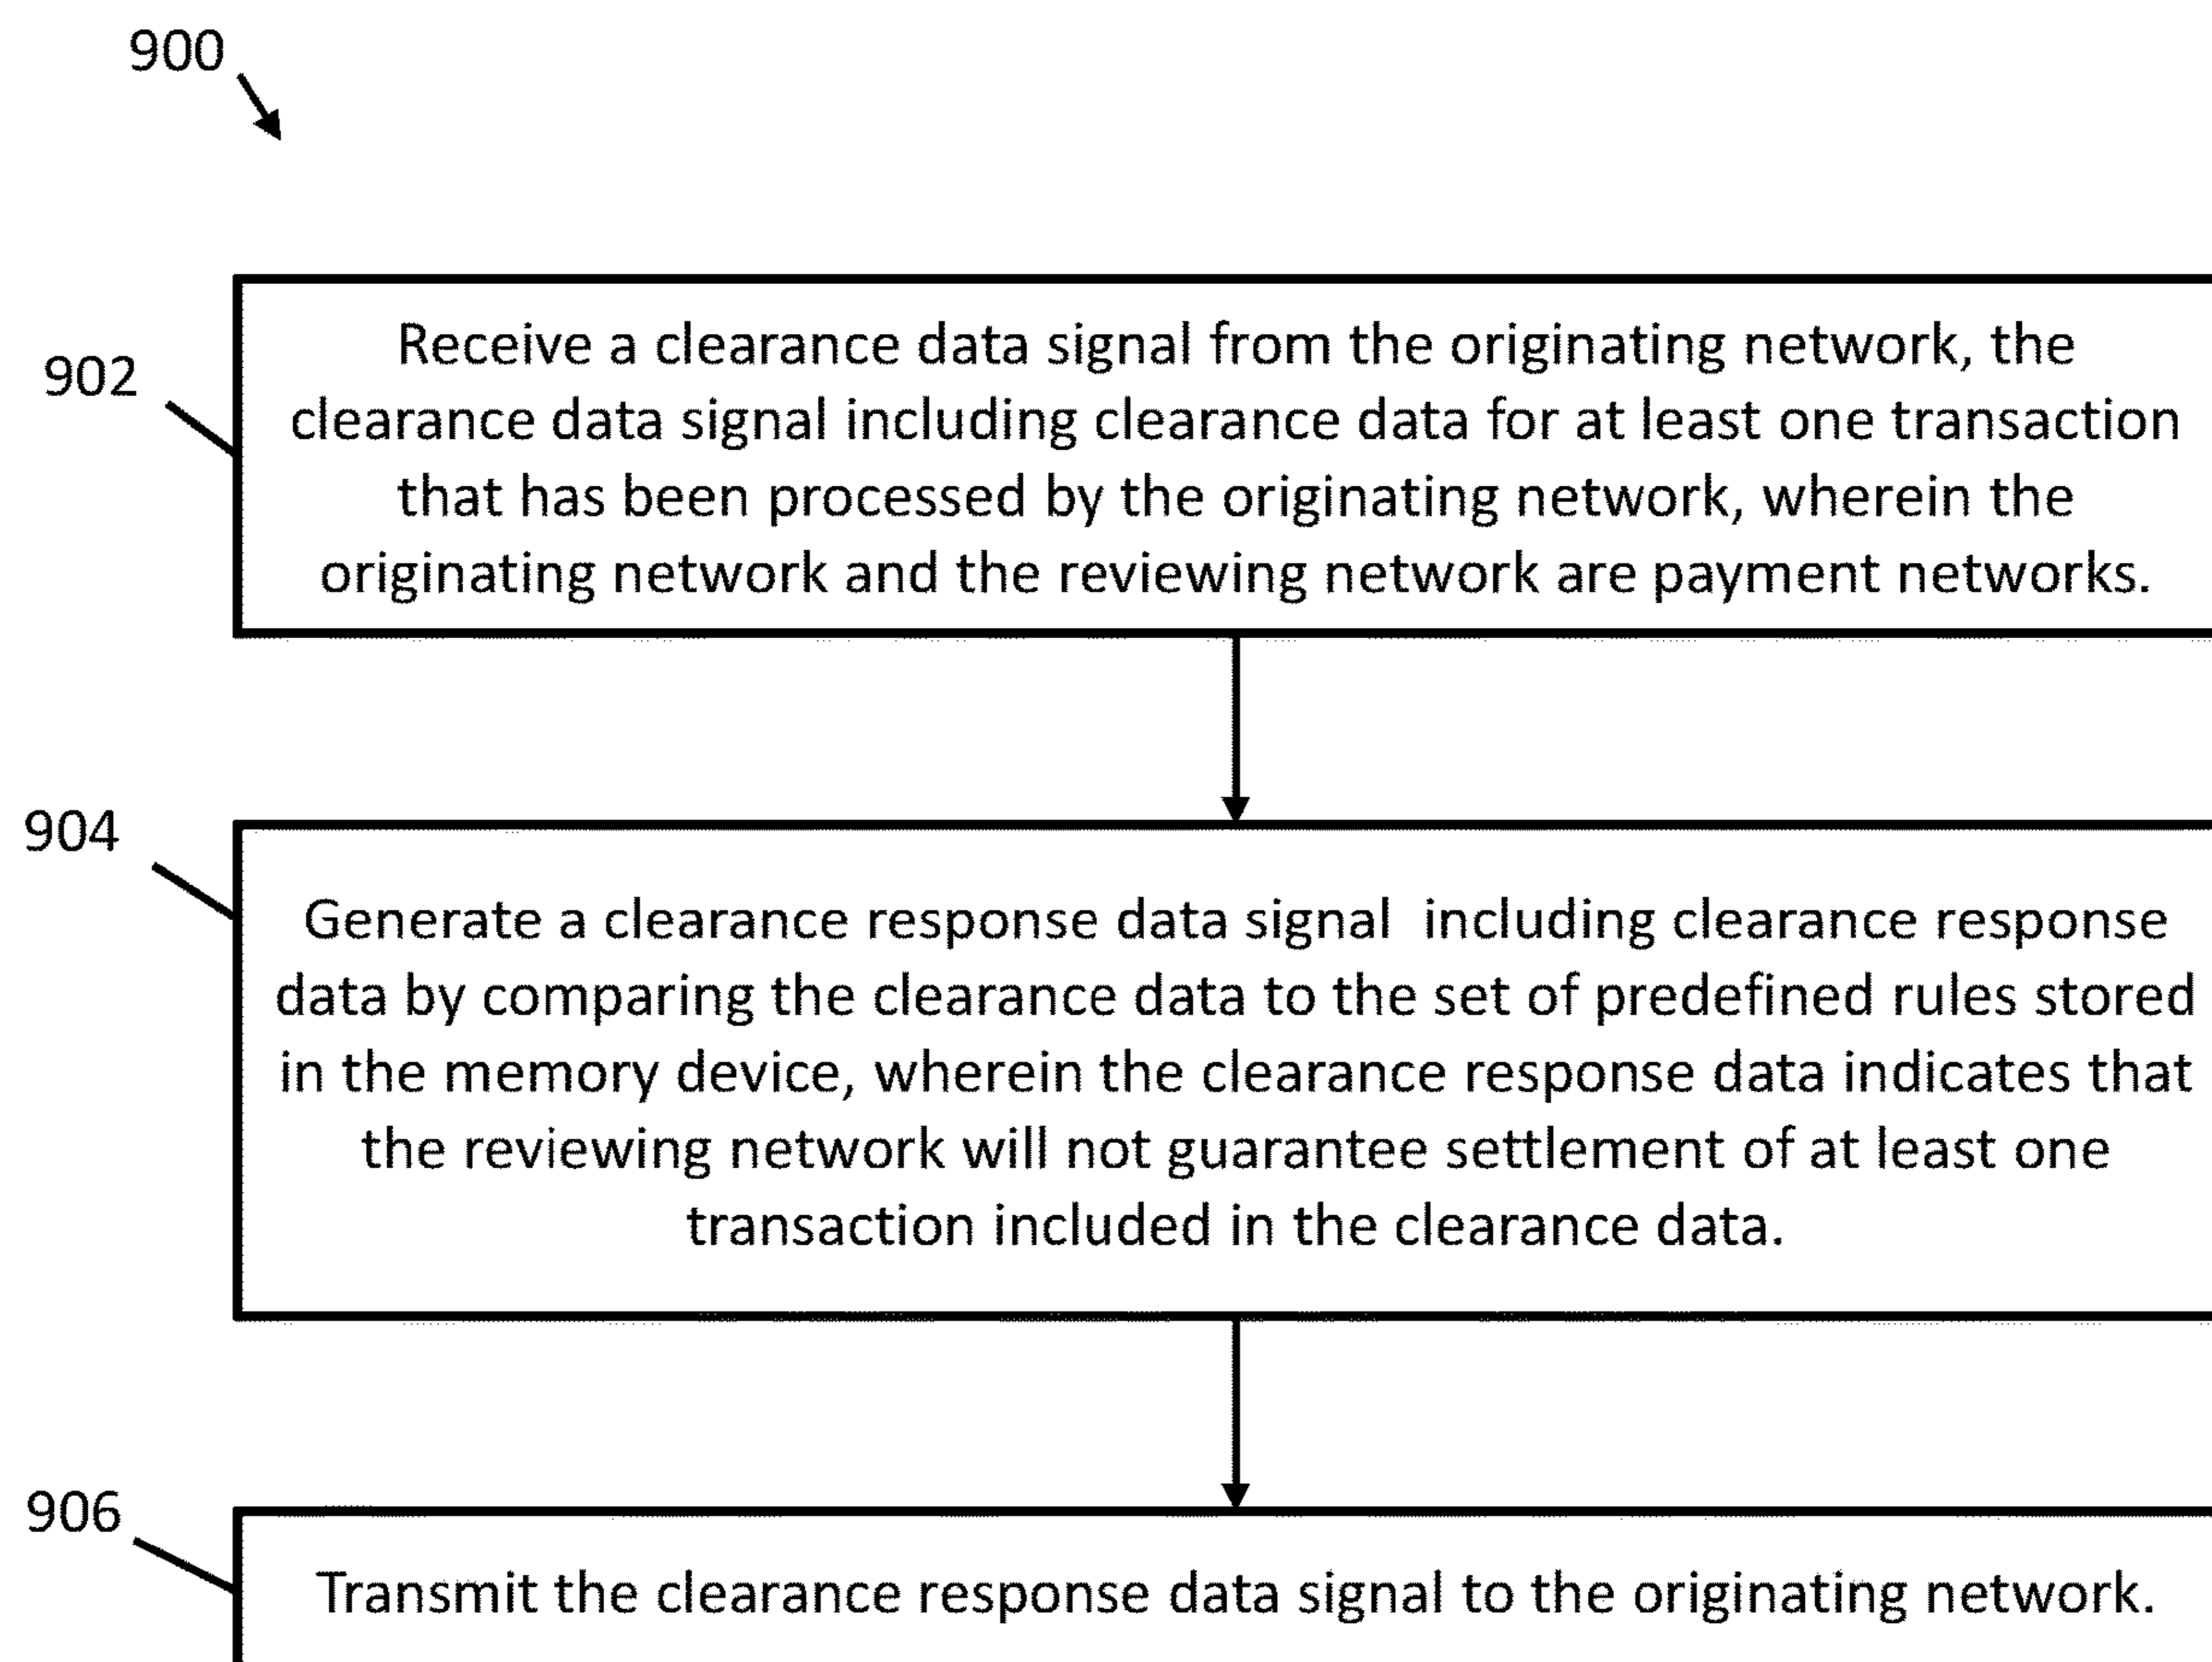 900
902
Receive a clearance data signal from the originating network, the
clearance data signal including clearance data for at least one transaction
that has been processed by the originating network, wherein the
originating network and the reviewing network are payment networks.
904
Generate a clearance response data signal including clearance response
data by comparing the clearance data to the set of predefined rules stored
in the memory device, wherein the clearance response data indicates that
the reviewing network will not guarantee settlement of at least one
transaction included in the clearance data.
906
Transmit the clearance response data signal to the originating network.